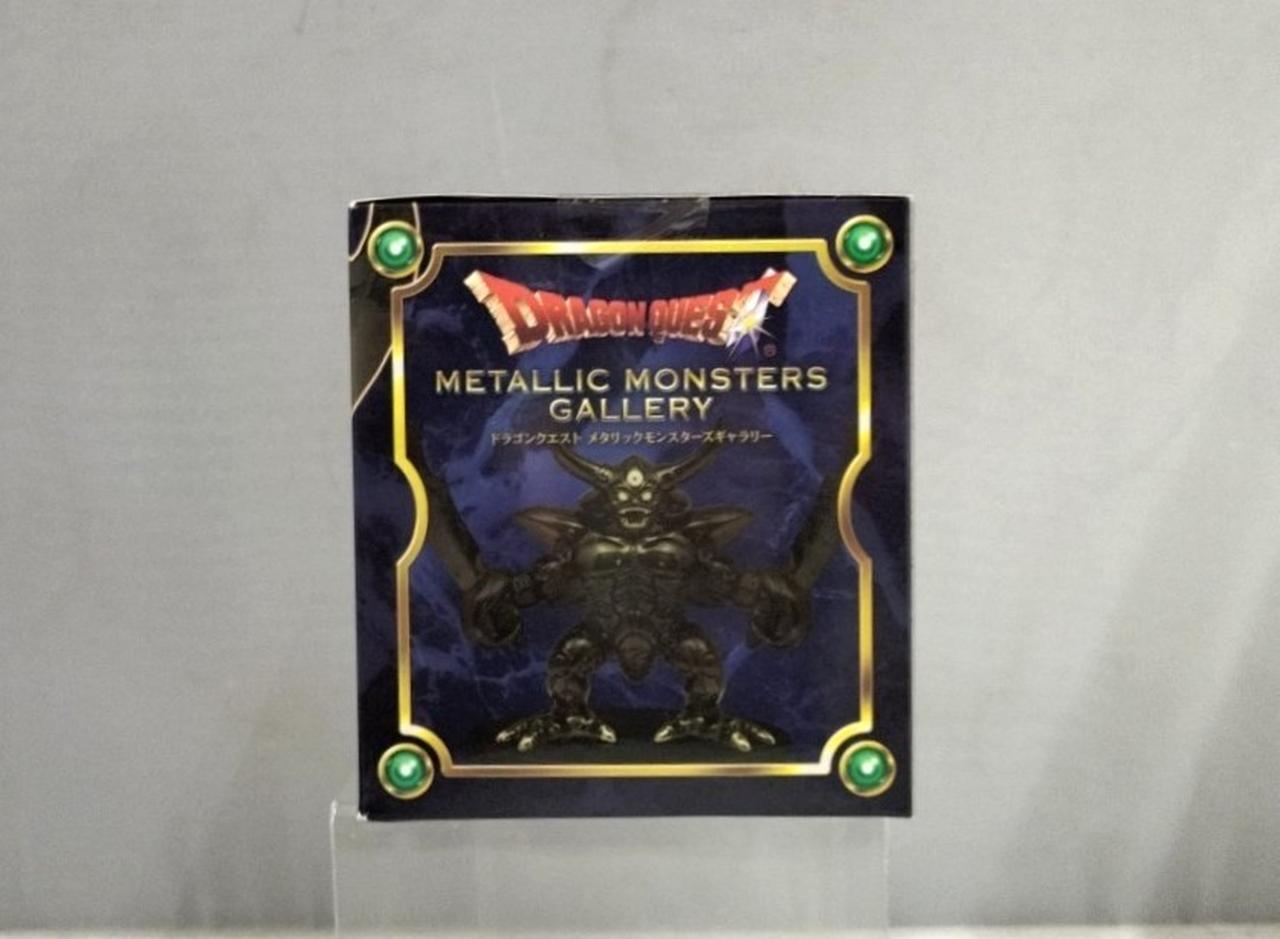 DRAGON QUEST
®
METALLIC MONSTERS
GALLERY
ドラゴンクエスト メタリックモンスターズギャラリー